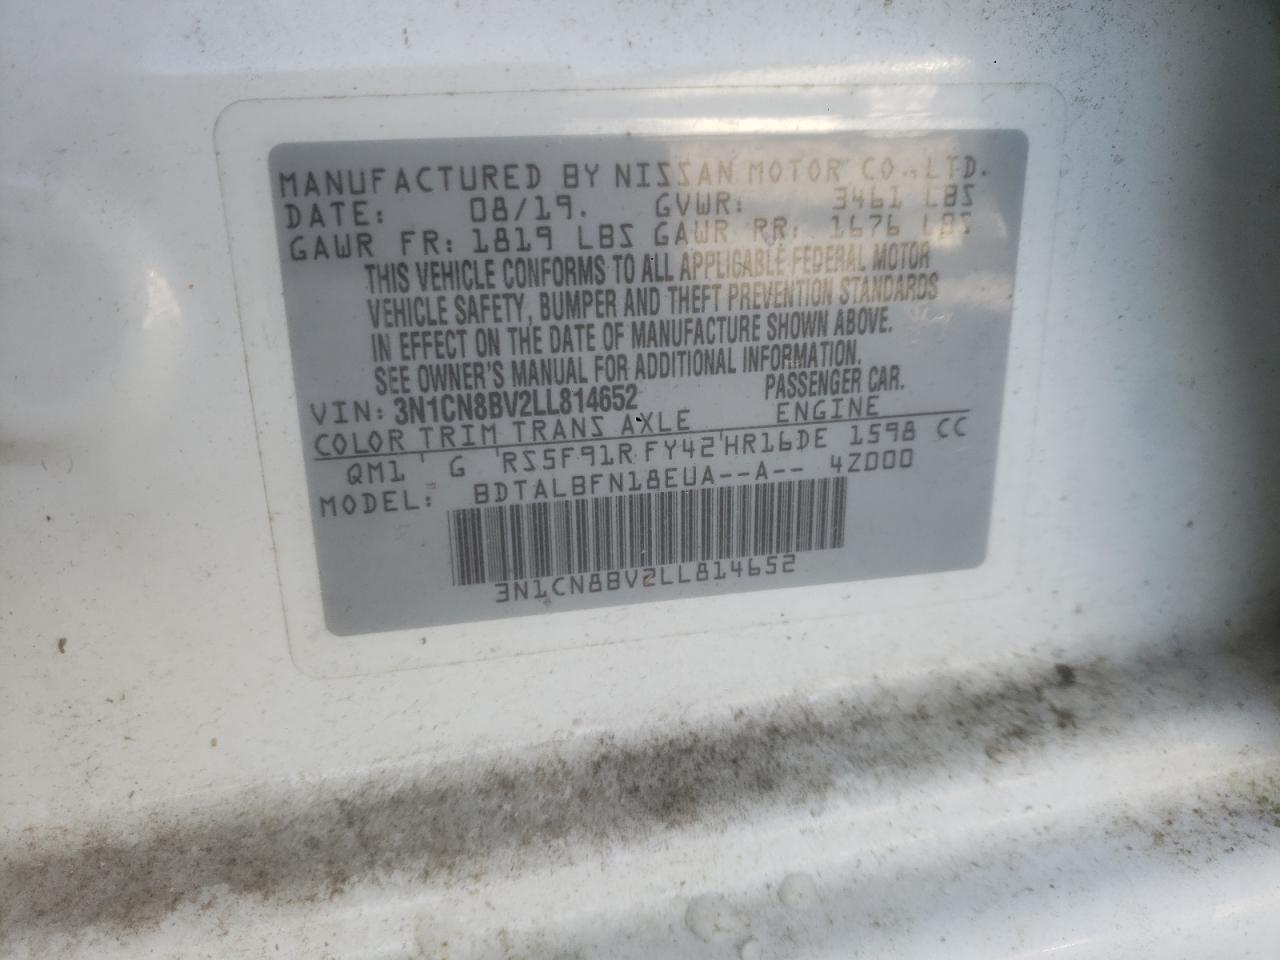 MANUFACTURED BY NISSAN MOTOR CO.,LTD.
DATE: 08/19. GVWR: 3461 LBS
GAWR FR: 1819 LBS GAWR RR: 1676 LBS
THIS VEHICLE CONFORMS TO ALL APPLICABLE FEDERAL MOTOR
VEHICLE SAFETY, BUMPER AND THEFT PREVENTION STANDARDS
IN EFFECT ON THE DATE OF MANUFACTURE SHOWN ABOVE.
SEE OWNER'S MANUAL FOR ADDITIONAL INFORMATION.
VIN: 3N1CN8BV2LL814652 PASSENGER CAR.
COLOR TRIM TRANS AXLE ENGINE
QM1 ' G 'RS5F91R FY42'HR16DE 1598 CC
MODEL: BDTALBFN18EUA--A-- 4Z000
3N1CN8BV2LL814652